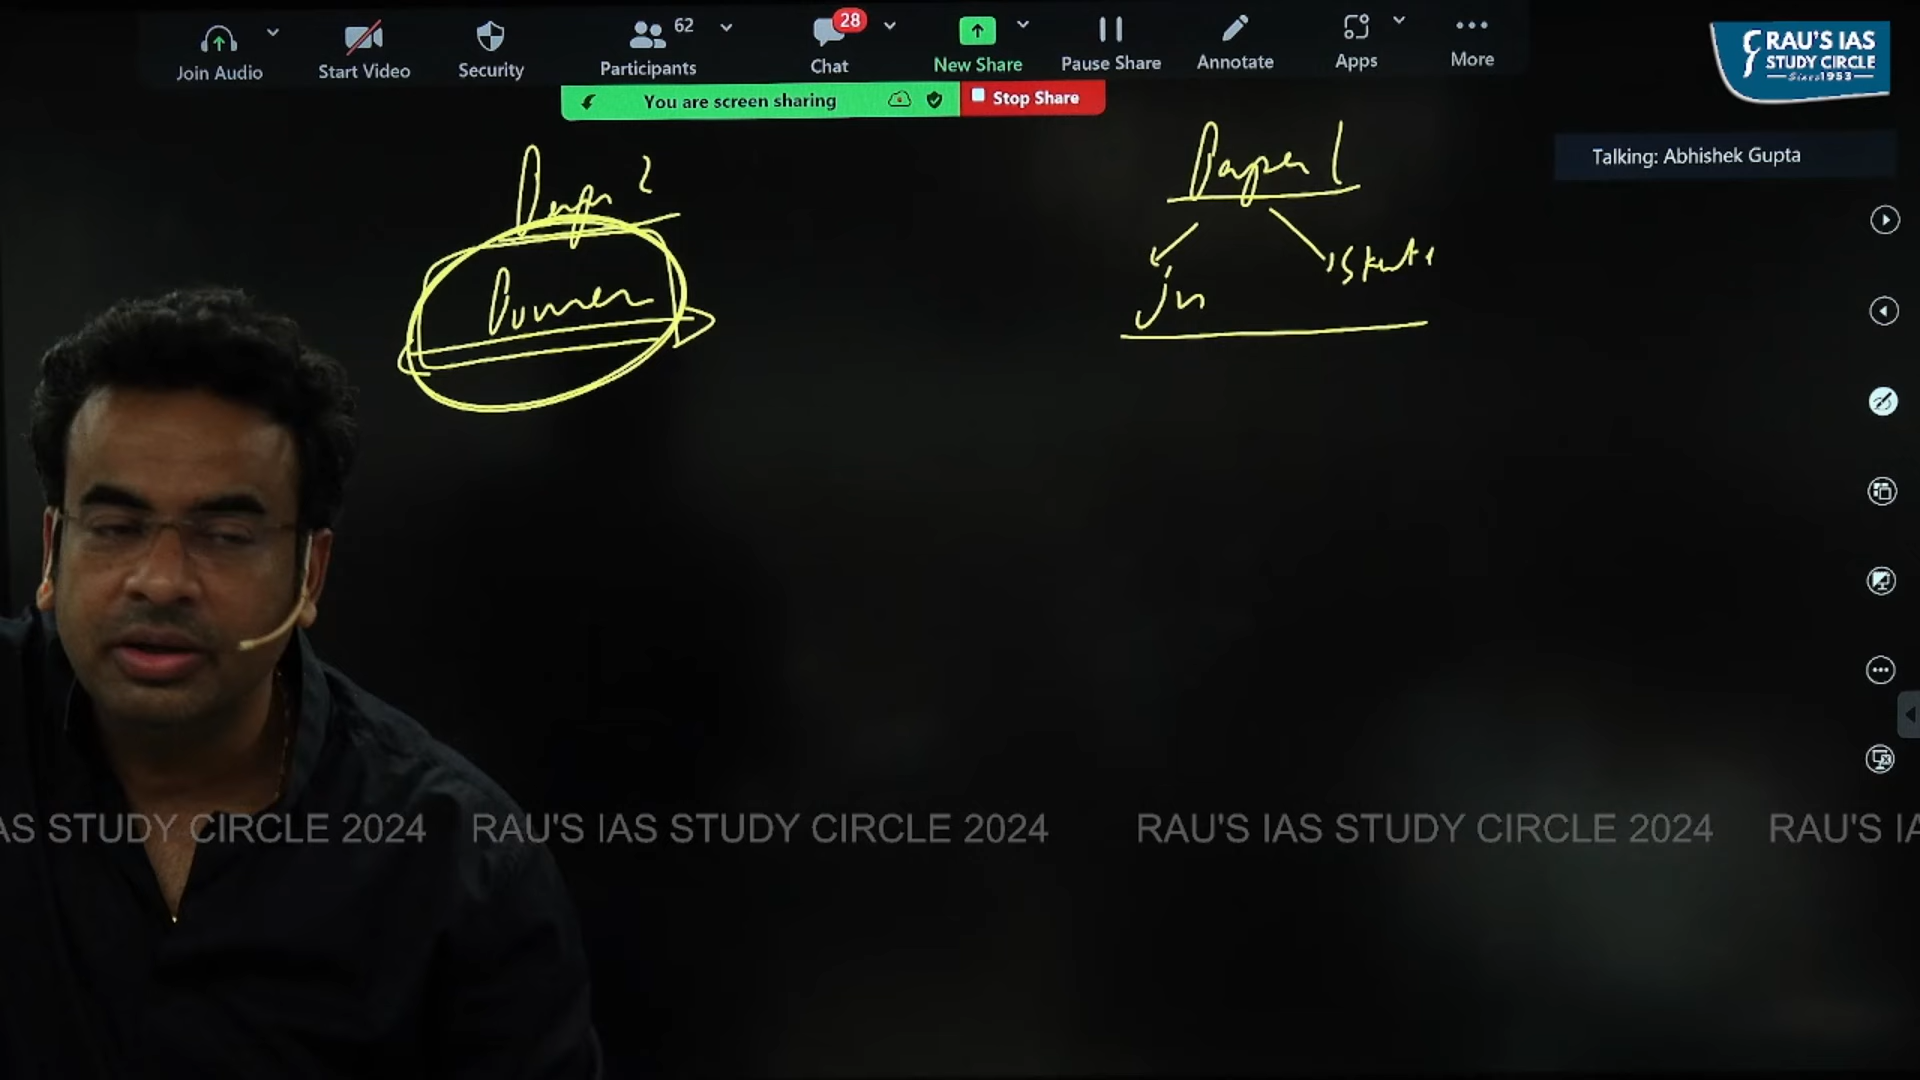 Join Audio
Start Video
Security
62
Participants
28
Chat
New Share
Pause Share
Annotate
Apps
More
You are screen sharing
Stop Share
RAU'S IAS
STUDY CIRCLE
Since 1953
Talking: Abhishek Gupta
Paper 2
Power
Paper 1
AS STUDY CIRCLE 2024 RAU'S IAS STUDY CIRCLE 2024 RAU'S IAS STUDY CIRCLE 2024 RAU'S IA